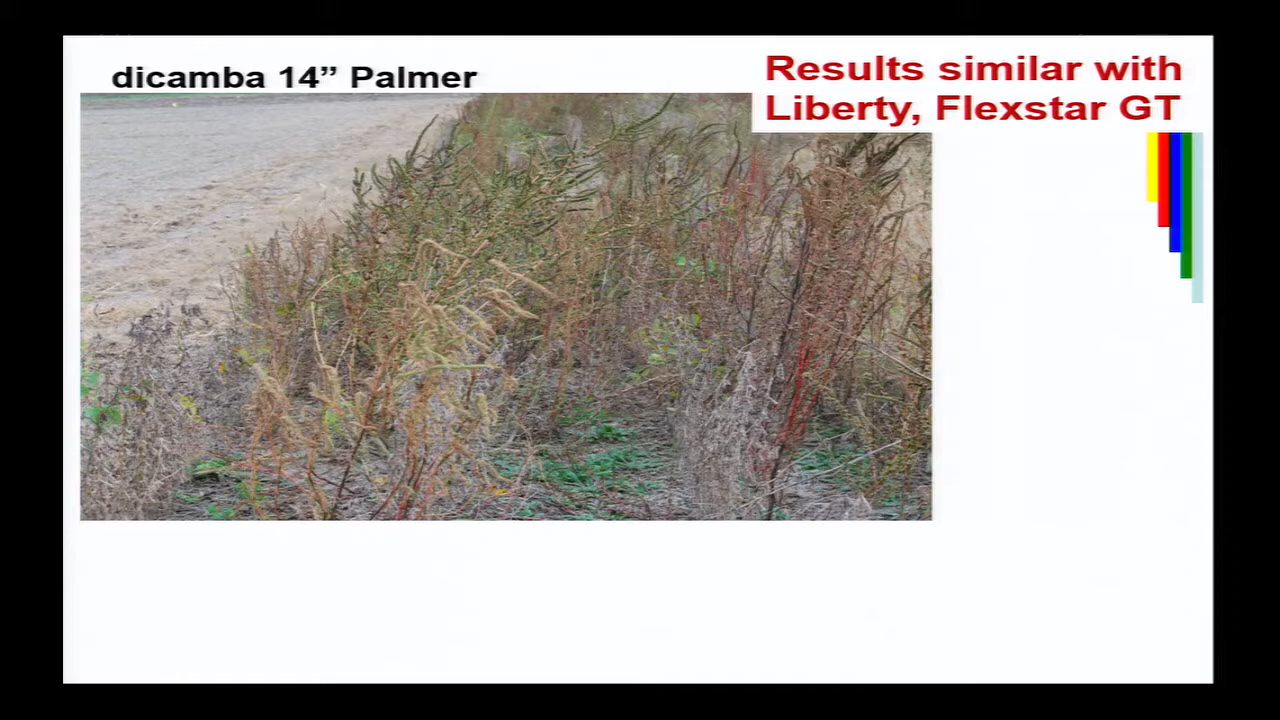 dicamba 14” Palmer
Results similar with
Liberty, Flexstar GT